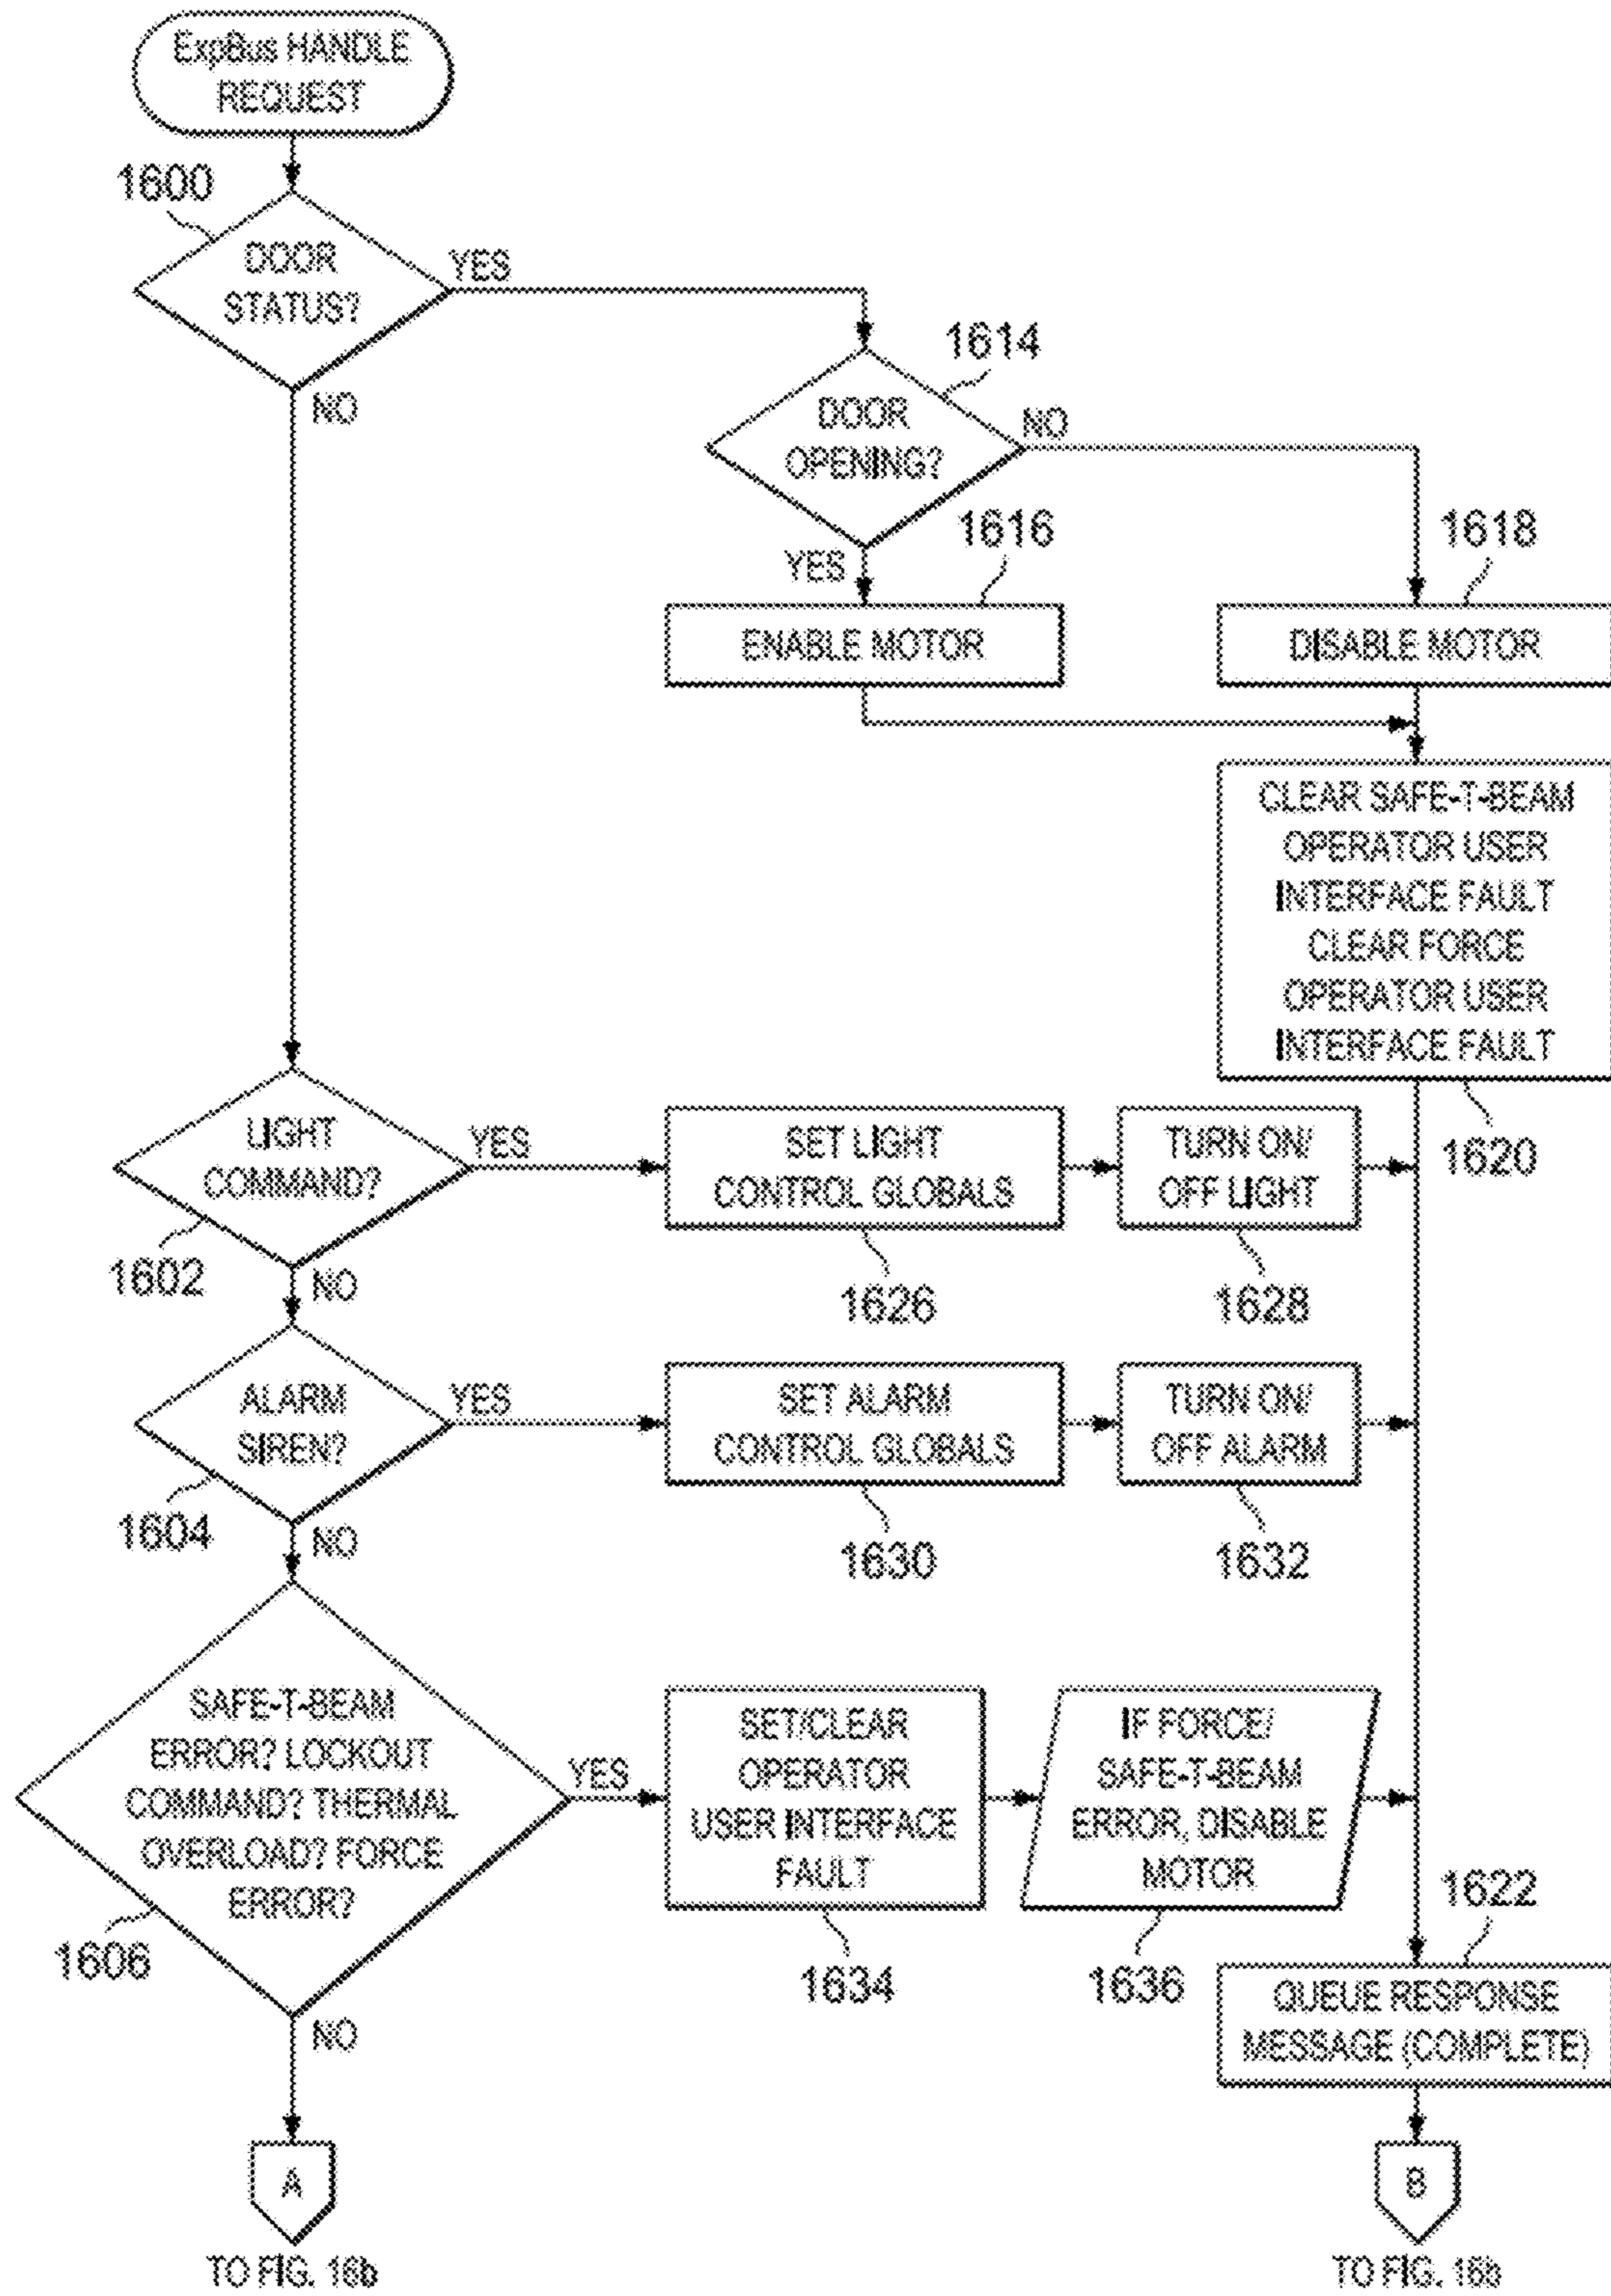 ExpBus HANDLE
REQUEST
1600
DOOR
STATUS?
YES
NO
1614
DOOR
OPENING?
NO
YES
1616
ENABLE MOTOR
1618
DISABLE MOTOR
CLEAR SAFE-T-BEAM
OPERATOR USER
INTERFACE FAULT
CLEAR FORCE
OPERATOR USER
INTERFACE FAULT
1620
LIGHT
COMMAND?
YES
1602
NO
SET LIGHT
CONTROL GLOBALS
1626
TURN ON/
OFF LIGHT
1628
ALARM
SIREN?
YES
1604
NO
SET ALARM
CONTROL GLOBALS
1630
TURN ON/
OFF ALARM
1632
SAFE-T-BEAM
ERROR? LOCKOUT
COMMAND? THERMAL
OVERLOAD? FORCE
ERROR?
YES
1606
NO
SET/CLEAR
OPERATOR
USER INTERFACE
FAULT
1634
IF FORCE/
SAFE-T-BEAM
ERROR, DISABLE
MOTOR
1636
1622
QUEUE RESPONSE
MESSAGE (COMPLETE)
A
TO FIG. 16b
B
TO FIG. 16b